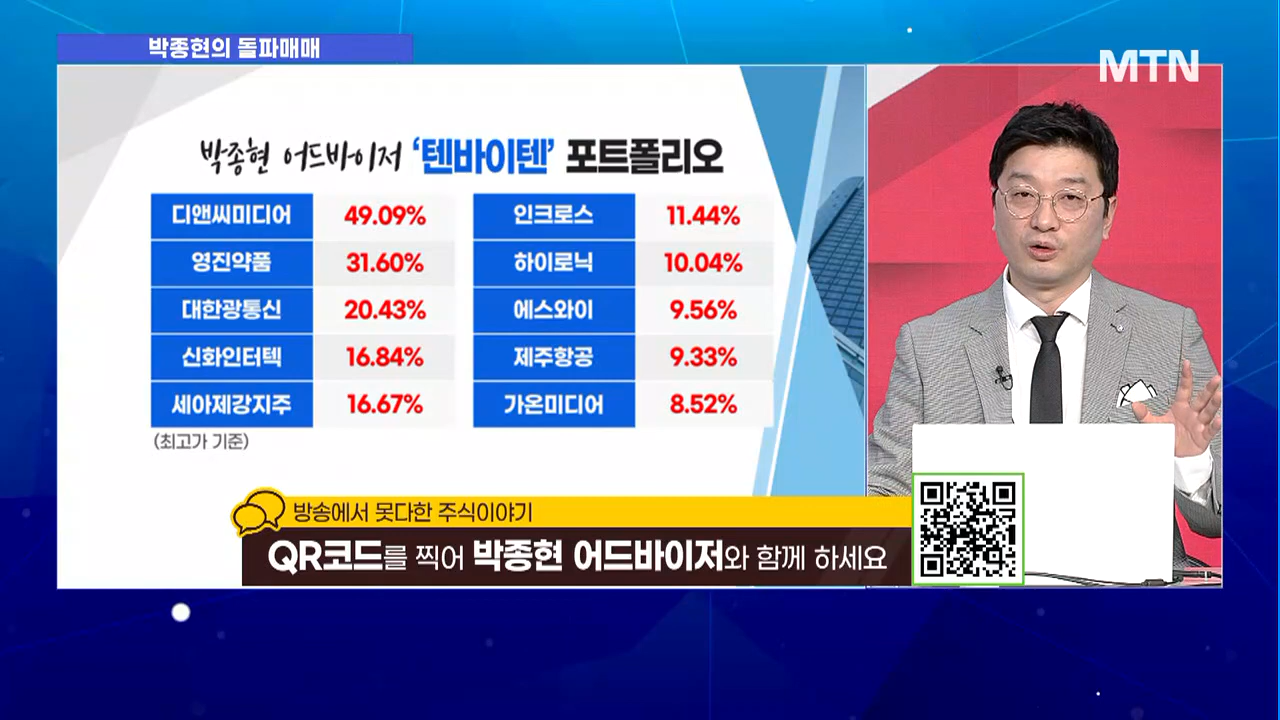 박종현의 돌파매매
MTN
박종현 어드바이저 '텐바이텐' 포트폴리오
디앤씨미디어 49.09% 인크로스 11.44%
영진약품 31.60% 하이로닉 10.04%
대한광통신 20.43% 에스와이 9.56%
신화인터텍 16.84% 제주항공 9.33%
세아제강지주 16.67% 가온미디어 8.52%
(최고가 기준)
방송에서 못다한 주식이야기
QR코드를 찍어 박종현 어드바이저와 함께 하세요